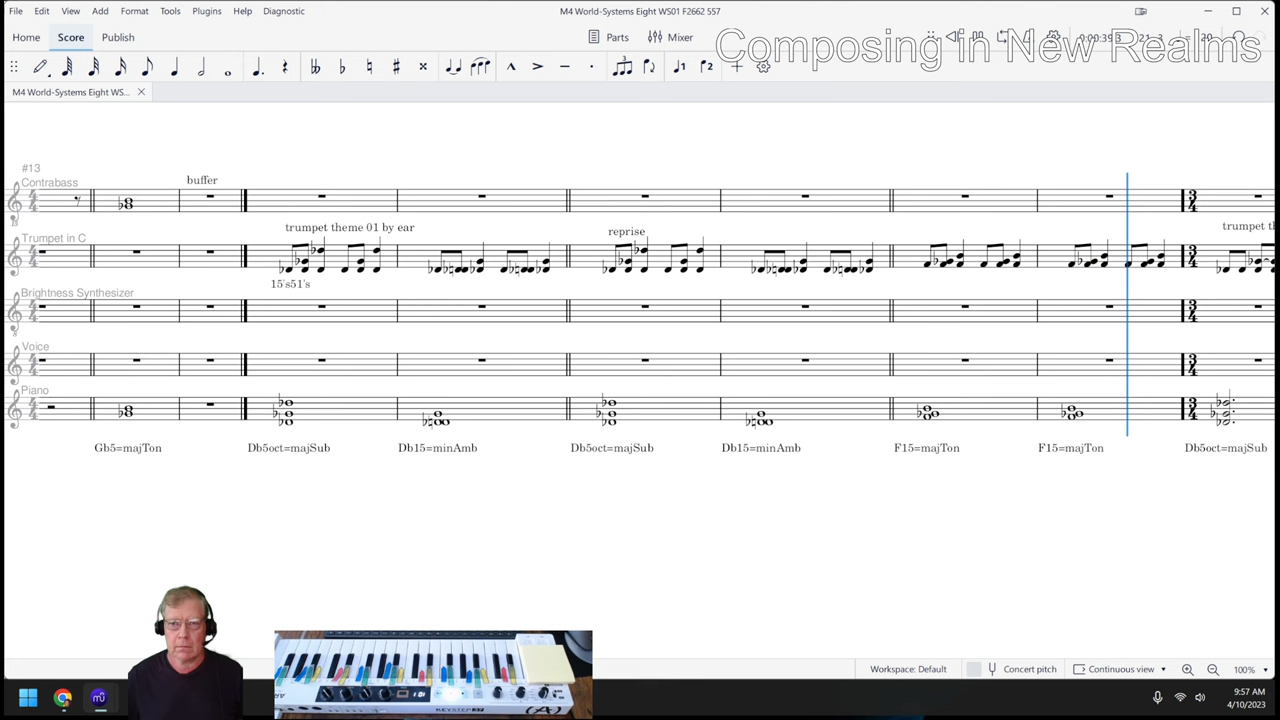 File Edit View Add Format Tools Plugins Help Diagnostic
M4 World-Systems Eight WS01 F2662 557
Home Score Publish
Parts Mixer
Composing in New Realms
M4 World-Systems Eight WS...
#13
Contrabass
buffer
Trumpet in C
trumpet theme 01 by ear
reprise
trumpet th
15's51's
Brightness Synthesizer
Voice
Piano
Gb5=majTon Db5oct=majSub Db15=minAmb Db5oct=majSub Db15=minAmb F15=majTon F15=majTon Db5oct=majSub
Workspace: Default Concert pitch Continuous view 100%
KEYSTEP 37
9:57 AM
4/10/2023